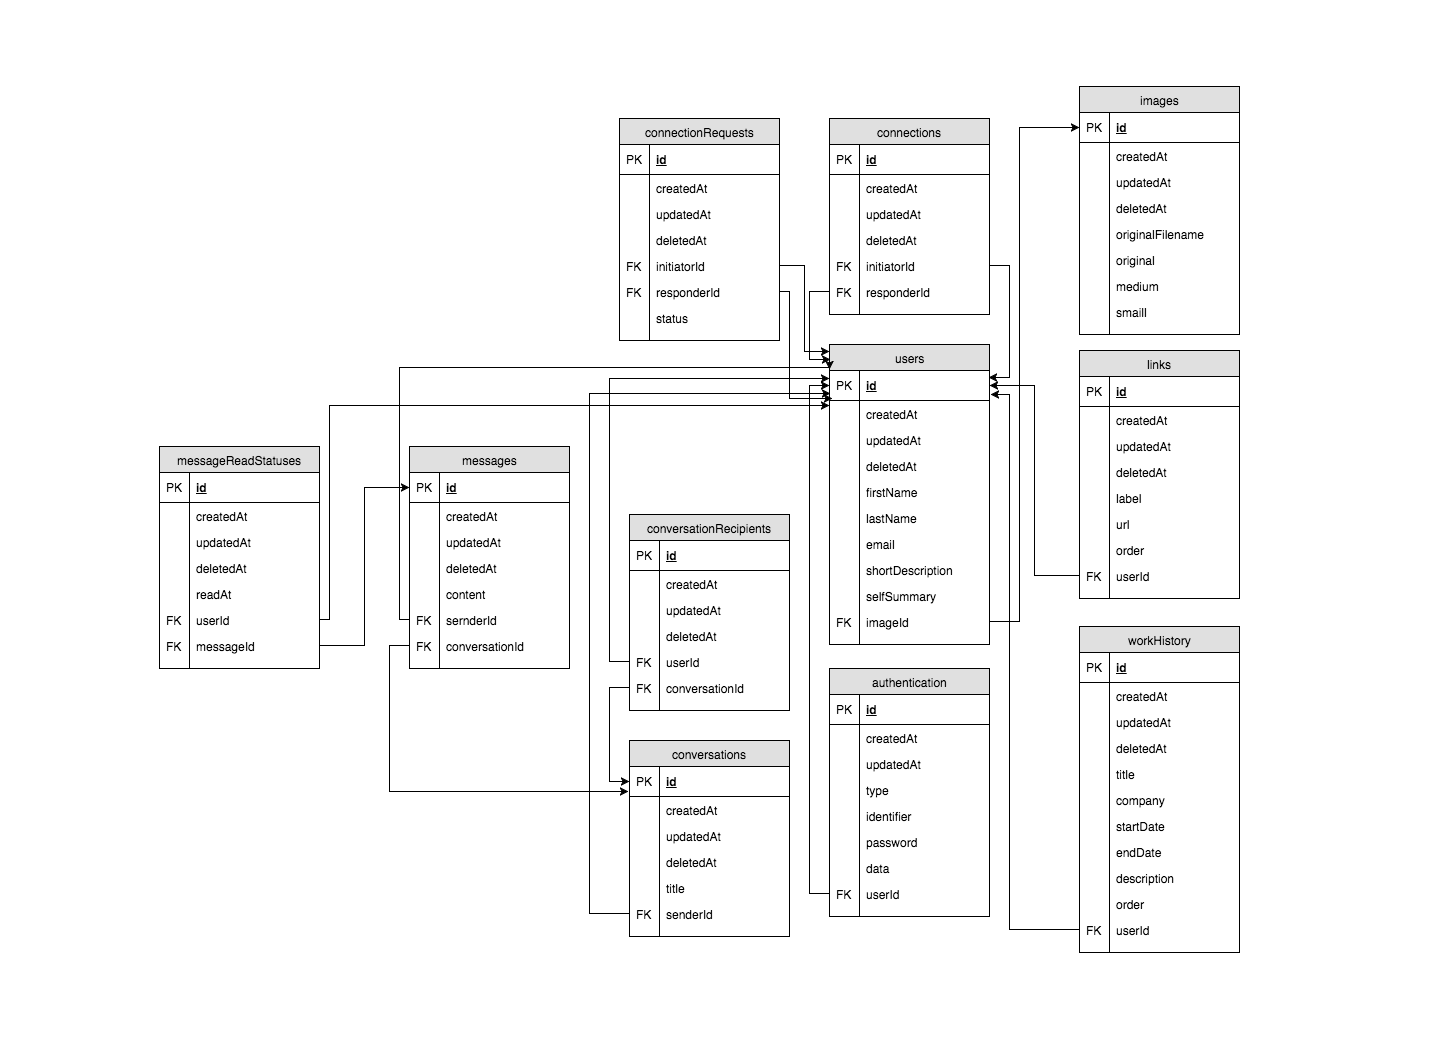 images
PK id
createdAt
updatedAt
deletedAt
originalFilename
original
medium
smaill
connectionRequests
PK id
createdAt
updatedAt
deletedAt
FK initiatorId
FK responderId
status
connections
PK id
createdAt
updatedAt
deletedAt
FK initiatorId
FK responderId
users
PK id
createdAt
updatedAt
deletedAt
firstName
lastName
email
shortDescription
selfSummary
FK imageId
links
PK id
createdAt
updatedAt
deletedAt
label
url
order
FK userId
messageReadStatuses
PK id
createdAt
updatedAt
deletedAt
readAt
FK userId
FK messageId
messages
PK id
createdAt
updatedAt
deletedAt
content
FK sernderId
FK conversationId
conversationRecipients
PK id
createdAt
updatedAt
deletedAt
FK userId
FK conversationId
conversations
PK id
createdAt
updatedAt
deletedAt
title
FK senderId
authentication
PK id
createdAt
updatedAt
type
identifier
password
data
FK userId
workHistory
PK id
createdAt
updatedAt
deletedAt
title
company
startDate
endDate
description
order
FK userId